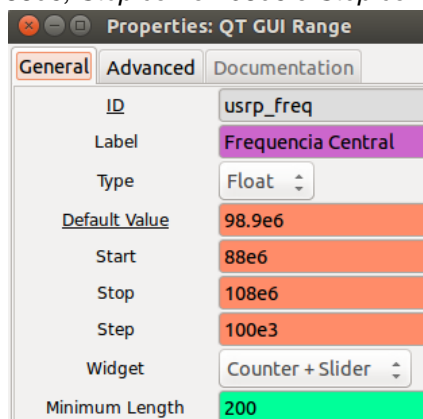 Properties: QT GUI Range
General Advanced Documentation
ID usrp_freq
Label Frequencia Central
Type Float
Default Value 98.9e6
Start 88e6
Stop 108e6
Step 100e3
Widget Counter + Slider
Minimum Length 200